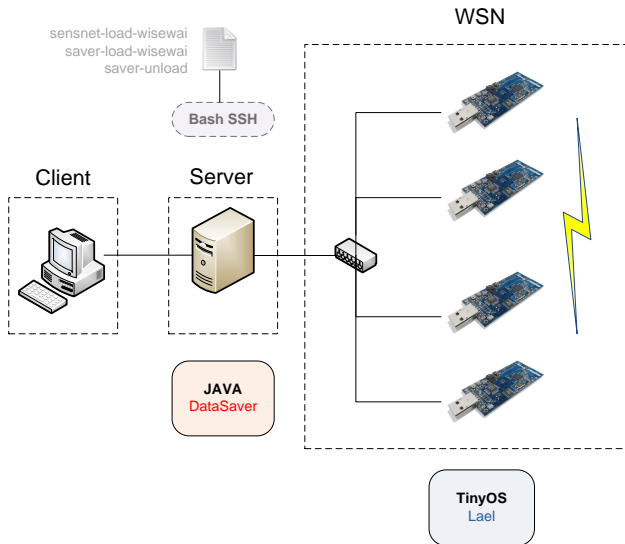 WSN
sensnet-load-wisewai
saver-load-wisewai
saver-unload
Bash SSH
Client
Server
JAVA
DataSaver
TinyOS
Lael